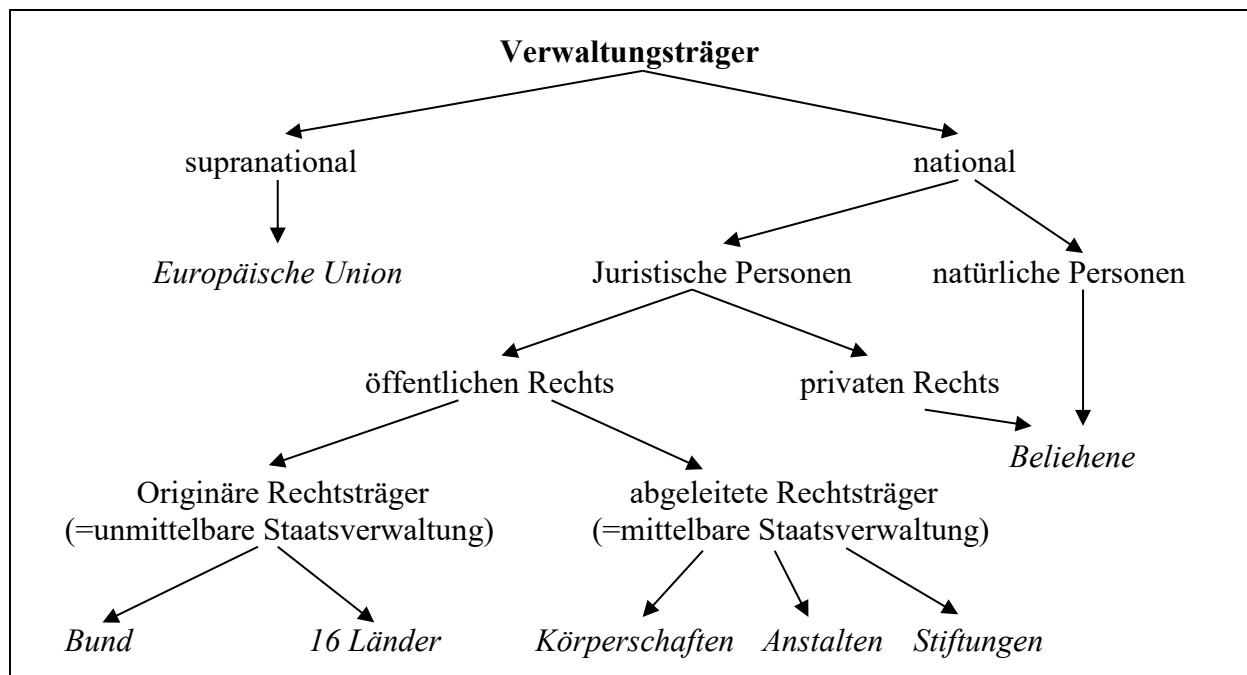 Verwaltungsträger
supranational
national
Europäische Union
Juristische Personen
natürliche Personen
öffentlichen Rechts
privaten Rechts
Beliehene
Originäre Rechtsträger
(=unmittelbare Staatsverwaltung)
abgeleitete Rechtsträger
(=mittelbare Staatsverwaltung)
Bund
16 Länder
Körperschaften
Anstalten
Stiftungen